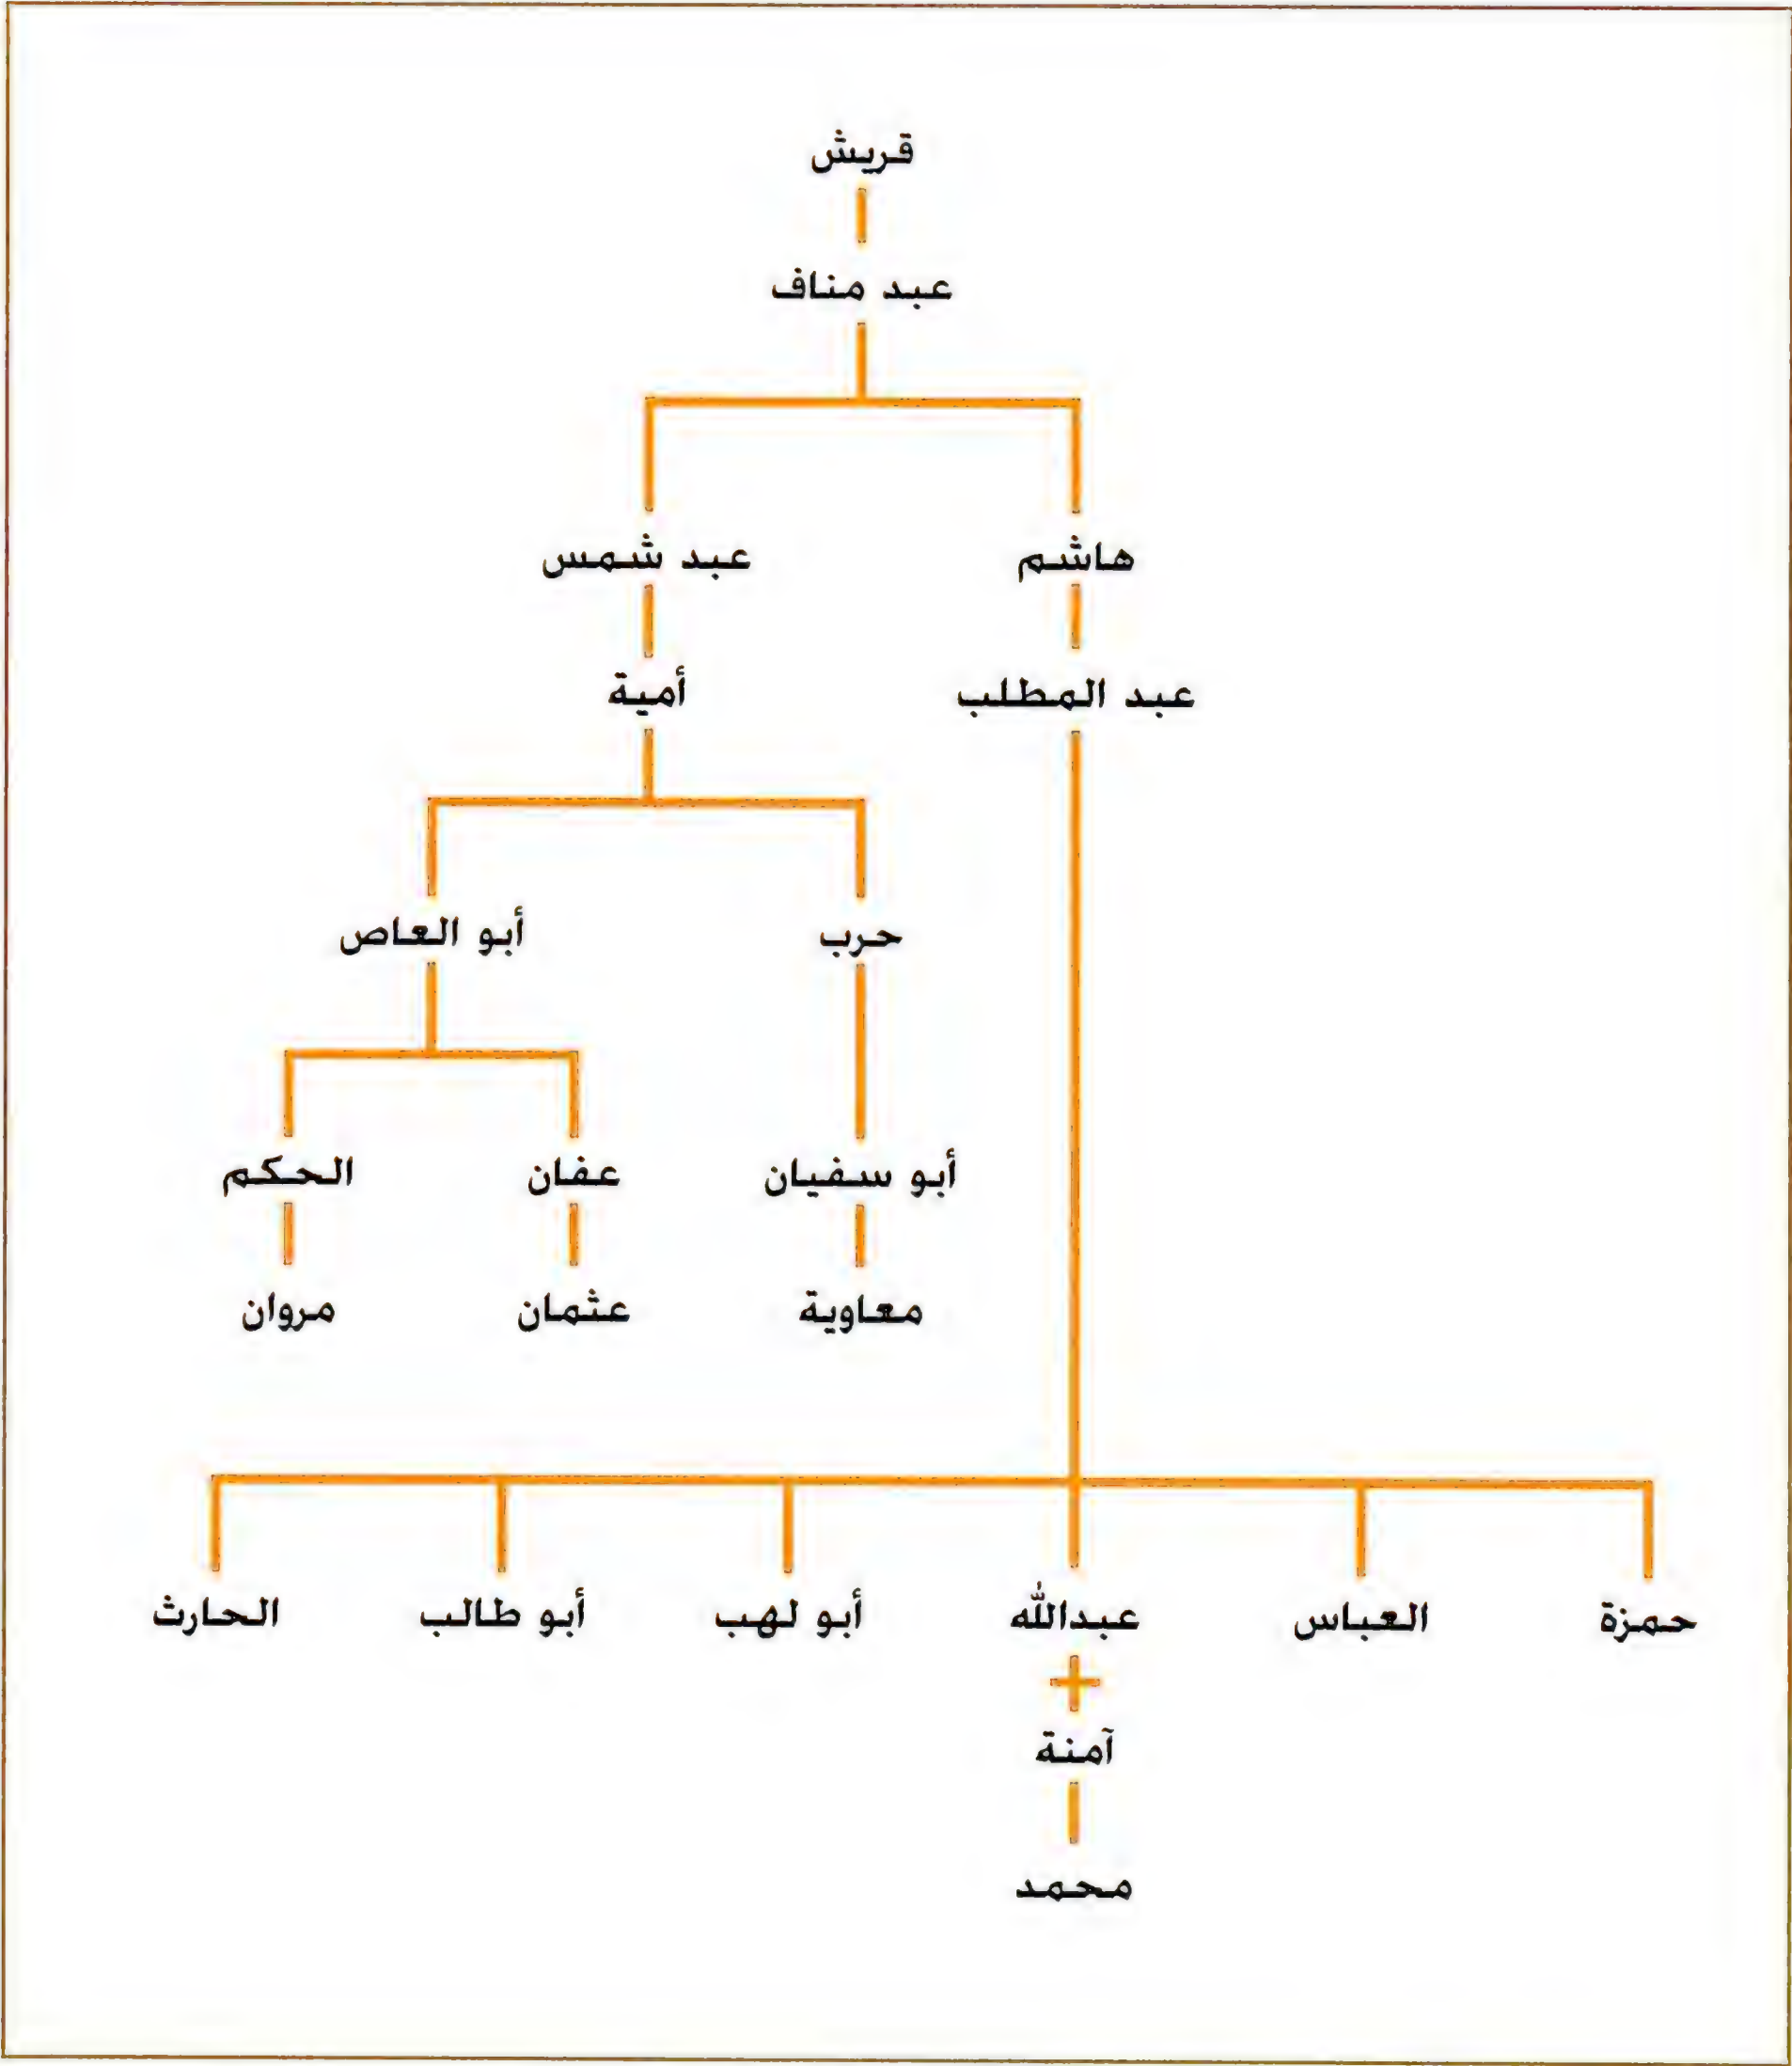 قريش
عبد مناف
هاشم
عبد شمس
عبد المطلب
أمية
حرب
أبو العاص
أبو سفيان
عفان
الحكم
معاوية
عثمان
مروان
حمزة
العباس
عبدالله
أبو لهب
أبو طالب
الحارث
+
آمنة
محمد